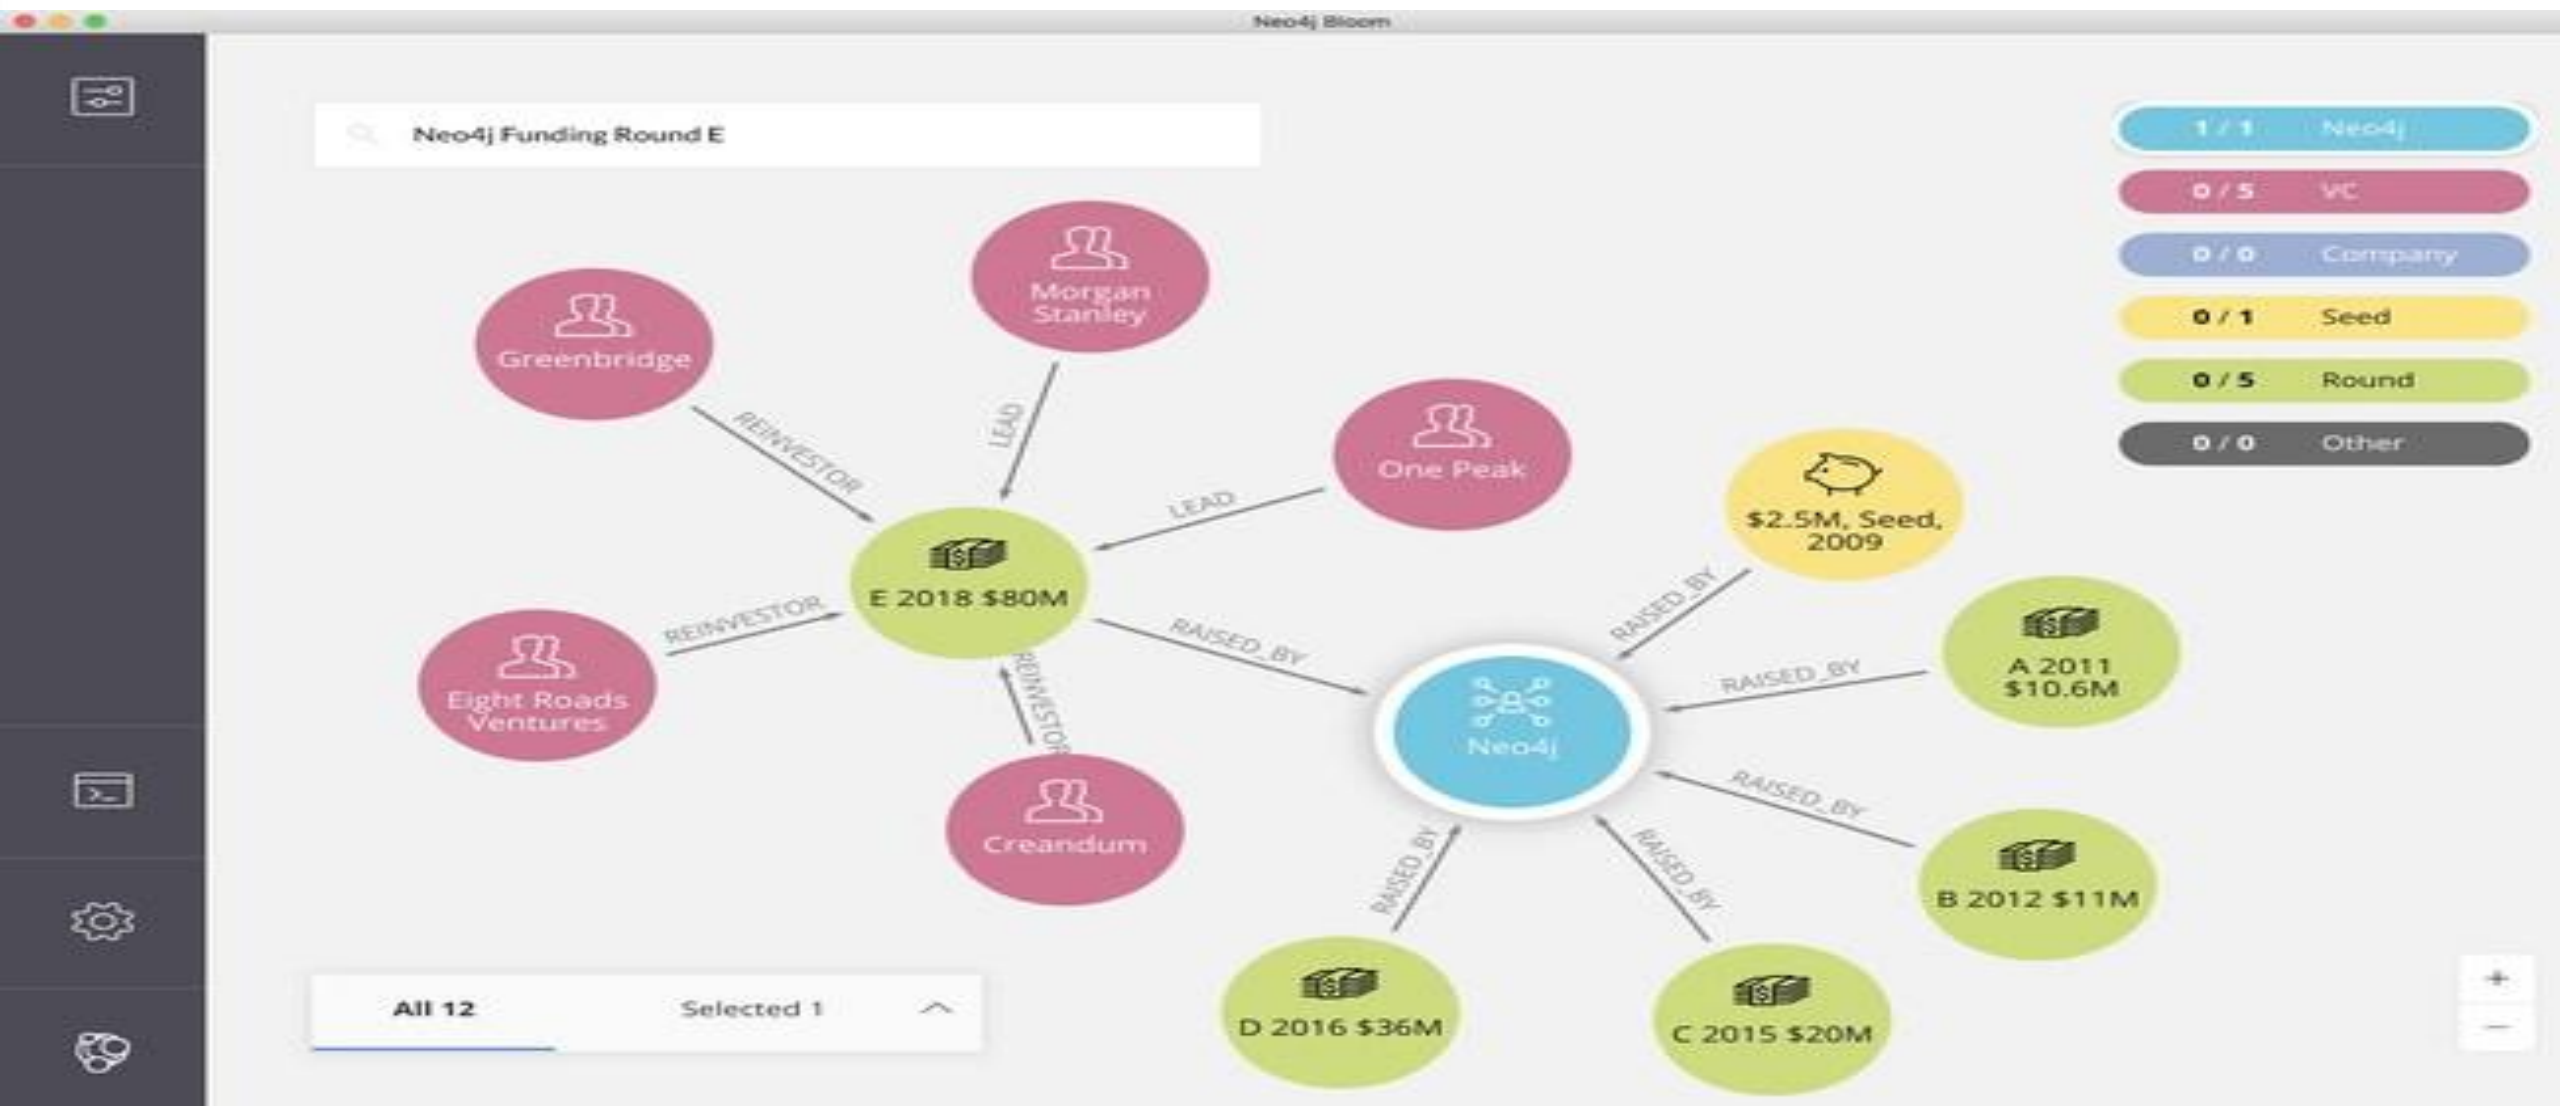 Neo4j Bloom
Neo4j Funding Round E
1 / 1 Neo4j
0 / 5 VC
0 / 0 Company
0 / 1 Seed
0 / 5 Round
0 / 0 Other
Morgan
Stanley
Greenbridge
One Peak
REINVESTOR
LEAD
LEAD
$2.5M, Seed,
2009
E 2018 $80M
REINVESTOR
RAISED_BY
RAISED_BY
A 2011
$10.6M
RAISED_BY
Eight Roads
Ventures
REINVESTOR
Neo4j
RAISED_BY
Creandum
RAISED_BY
RAISED_BY
B 2012 $11M
D 2016 $36M
C 2015 $20M
All 12 Selected 1